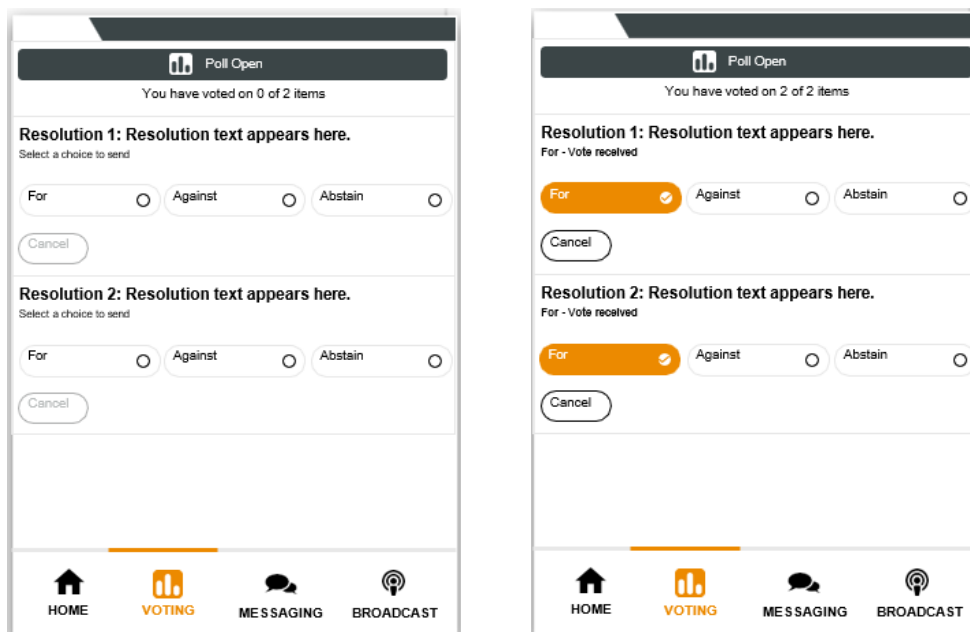 Poll Open
You have voted on 0 of 2 items
Resolution 1: Resolution text appears here.
Select a choice to send
For Against Abstain
Cancel
Resolution 2: Resolution text appears here.
Select a choice to send
For Against Abstain
Cancel
HOME VOTING MESSAGING BROADCAST
Poll Open
You have voted on 2 of 2 items
Resolution 1: Resolution text appears here.
For - Vote received
For Against Abstain
Cancel
Resolution 2: Resolution text appears here.
For - Vote received
For Against Abstain
Cancel
HOME VOTING MESSAGING BROADCAST